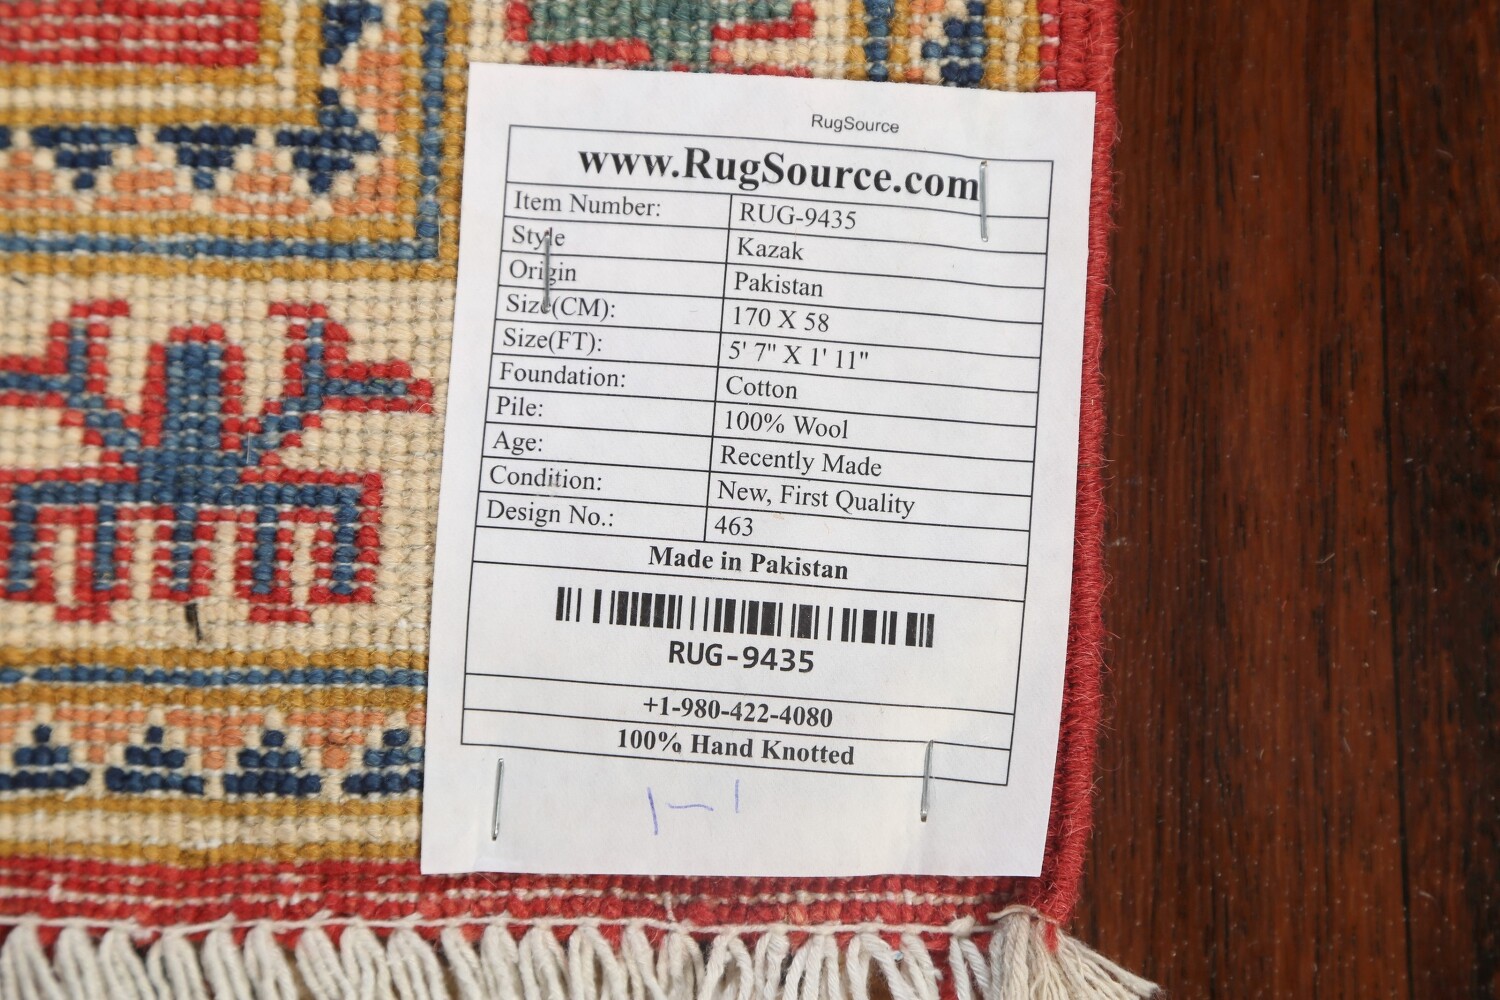 RugSource
www.RugSource.com
Item Number: RUG-9435
Style Kazak
Origin Pakistan
Size(CM): 170 X 58
Size(FT): 5' 7" X 1' 11"
Foundation: Cotton
Pile: 100% Wool
Age: Recently Made
Condition: New, First Quality
Design No.: 463
Made in Pakistan
RUG-9435
+1-980-422-4080
100% Hand Knotted
1-1